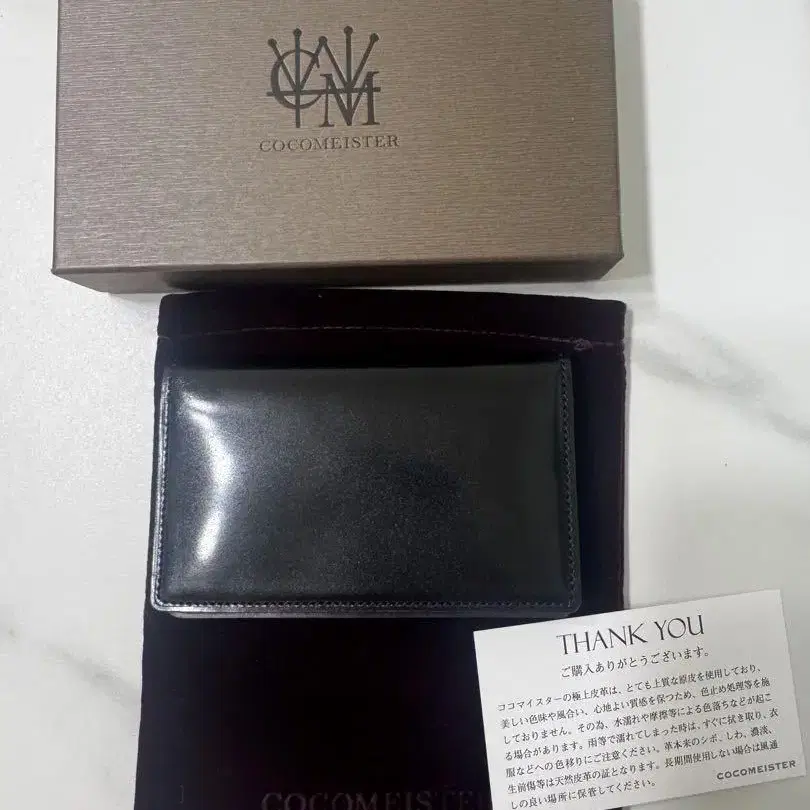 CWM
COCOMEISTER
THANK YOU
ご購入ありがとうございます。
ココマイスターの極上皮革は、とても上質な原皮を使用しており、
美しい色味や風合い、心地よい質感を保つため、色止め処理等を施
しておりません。その為、水濡れや摩擦等による色落ちなどが起こ
る場合があります。雨等で濡れてしまった時は、すぐに拭き取り、衣
服などへの色移りにご注意ください。革本来のシボ、しわ、濃淡、
生前傷等は天然皮革の証となります。長期間使用しない場合は風通
しの良い場所に保管してください。
COCOMEISTER
COCOMEISTER